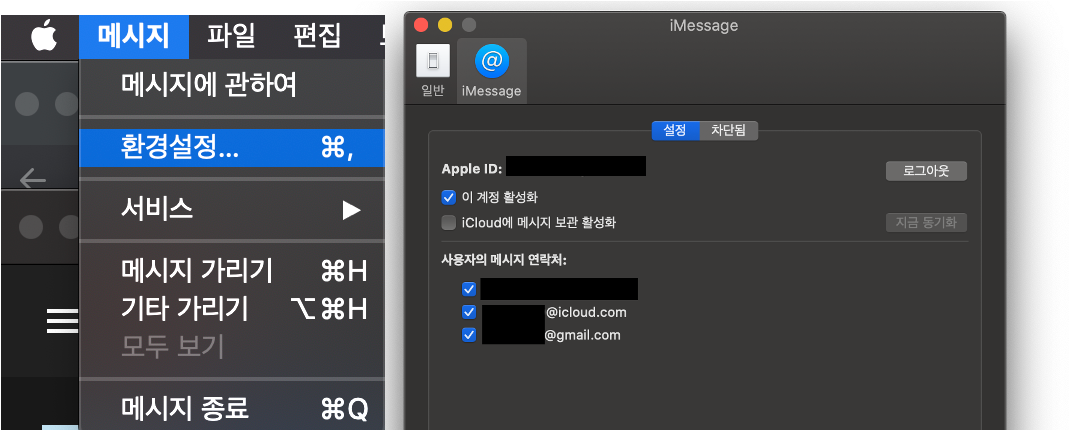 메시지 파일 편집
메시지에 관하여
환경설정... ⌘,
서비스 ▶
메시지 가리기 ⌘H
기타 가리기 ⌥⌘H
모두 보기
메시지 종료 ⌘Q
iMessage
일반 iMessage
설정 차단됨
Apple ID: 로그아웃
이 계정 활성화
iCloud에 메시지 보관 활성화 지금 동기화
사용자의 메시지 연락처:
@icloud.com
@gmail.com